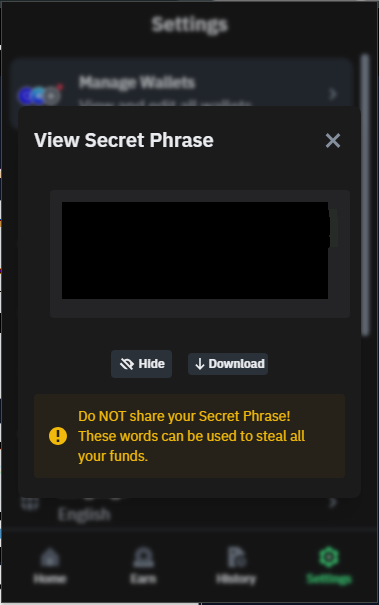 Settings
Manage Wallets
View and edit all wallets
View Secret Phrase
Hide
Download
Do NOT share your Secret Phrase!
These words can be used to steal all
your funds.
English
Home
Earn
History
Settings